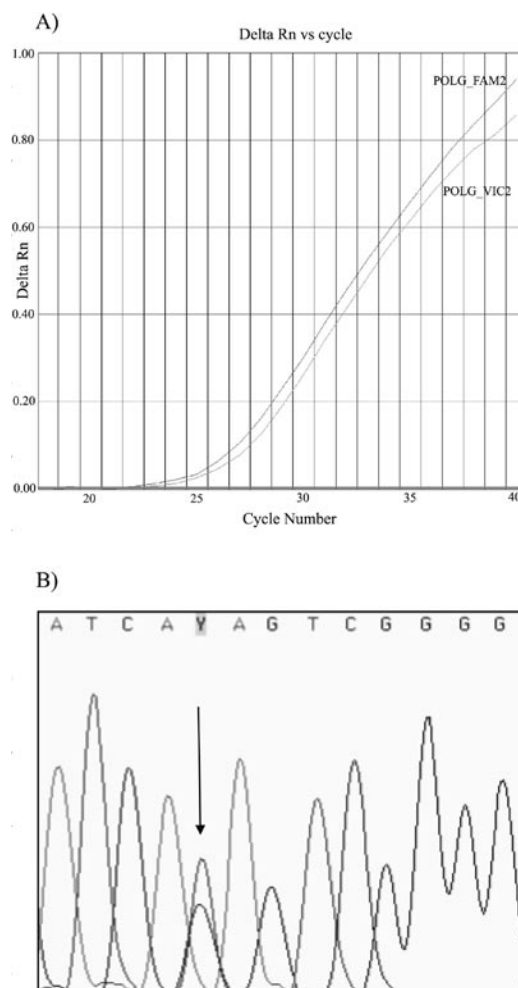 A)
Delta Rn vs cycle
1.00
POLG_FAM2
0.80
POLG_VIC2
0.60
Delta Rn
0.40
0.20
0.00
20 25 30 35 40
Cycle Number
B)
A T C A Y A G T C G G G G